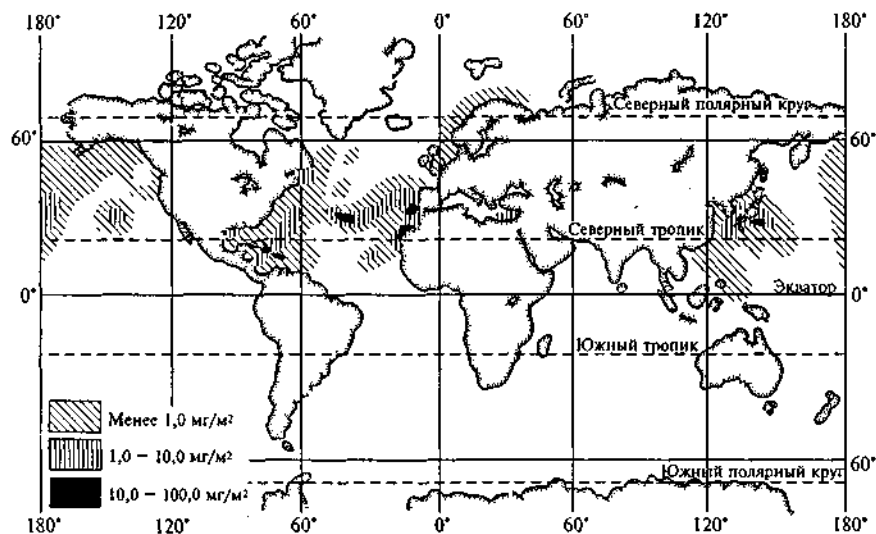 180° 120° 60° 0° 60° 120° 180°
Северный полярный круг
60° 60°
Северный тропик
Экватор
0° 0°
Южный тропик
Менее 1,0 мг/м²
1,0 – 10,0 мг/м²
60°
Южный полярный круг
10,0 – 100,0 мг/м²
180° 120° 60° 0° 60° 120° 180°